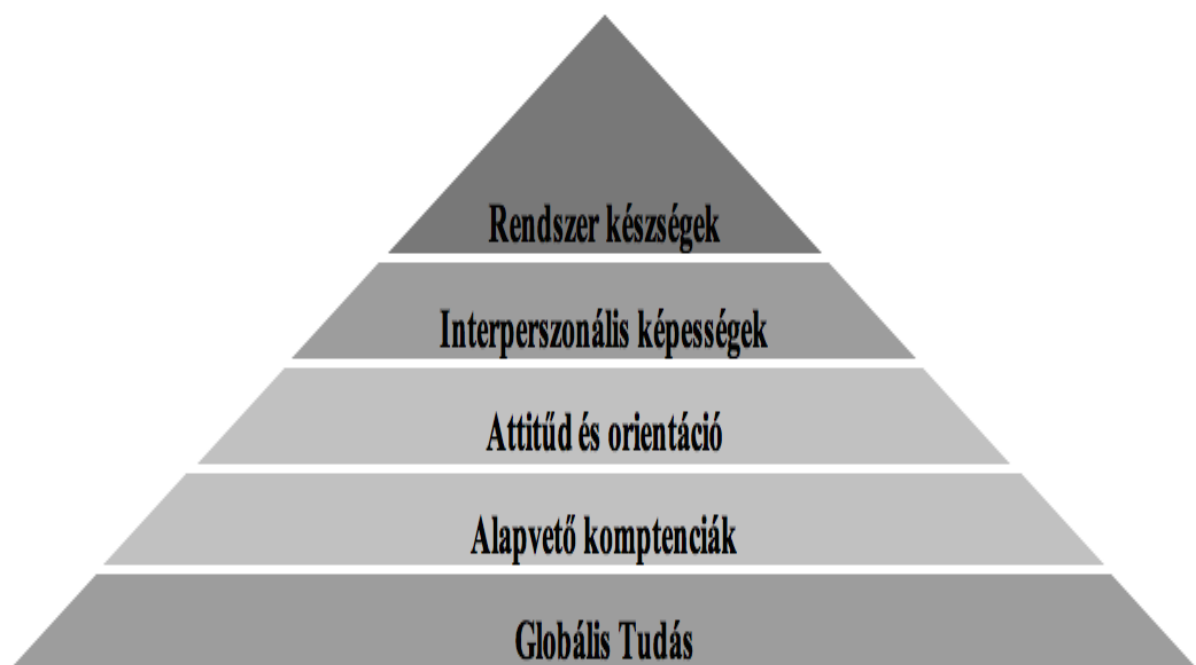 Rendszer készségek
Interperszonális képességek
Attitűd és orientáció
Alapvető komptenciák
Globális Tudás